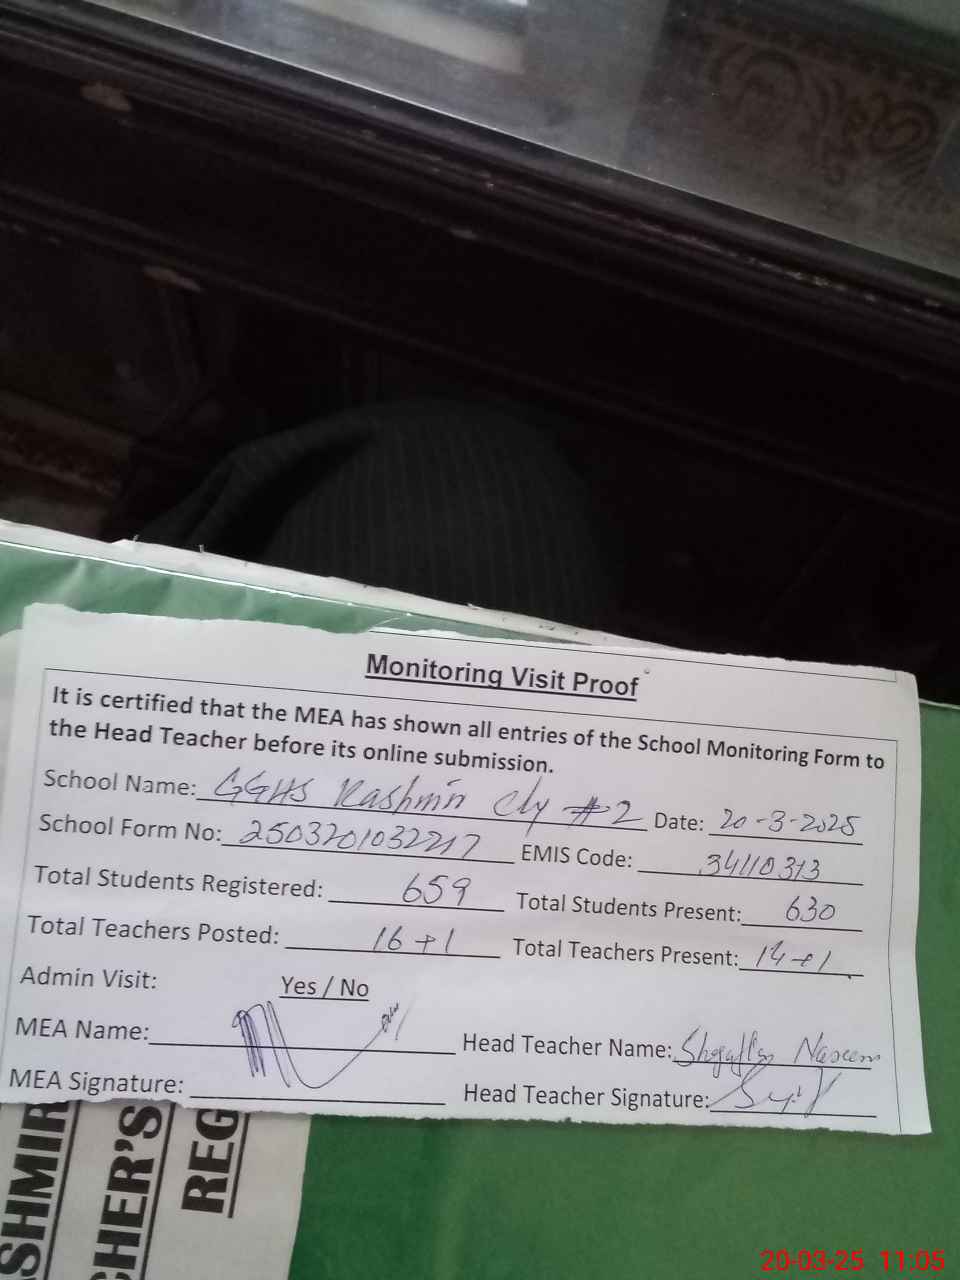 Monitoring Visit Proof
It is certified that the MEA has shown all entries of the School Monitoring Form to
the Head Teacher before its online submission.
School Name: GGHS Kashmir Cly #2 Date: 20-3-2025
School Form No: 2503201032217 EMIS Code: 34110313
Total Students Registered: 659 Total Students Present: 630
Total Teachers Posted: 16+1 Total Teachers Present: 14+1
Admin Visit: Yes / No
MEA Name: Head Teacher Name: Naseem
MEA Signature: Head Teacher Signature:
SHMIR
CHER'S
REG
20-03-25 11:05